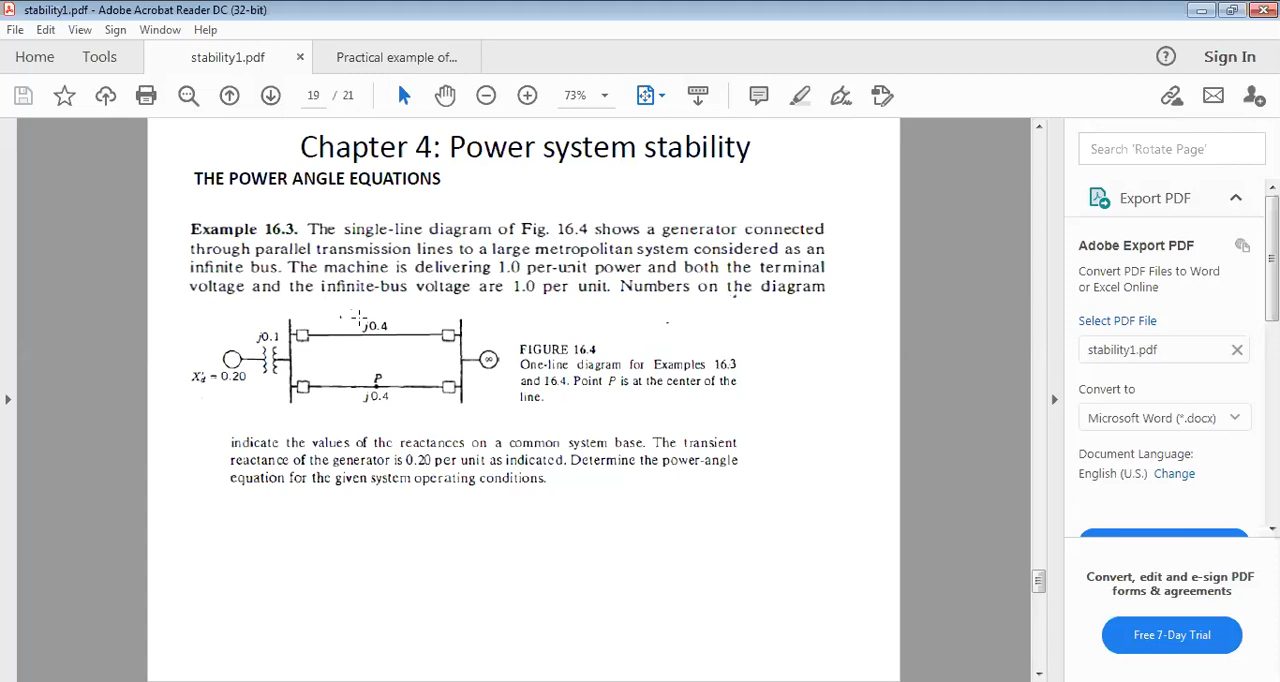 stability1.pdf - Adobe Acrobat Reader DC (32-bit)
File Edit View Sign Window Help
Home Tools stability1.pdf × Practical example of... Sign In
19 / 21 73%
Chapter 4: Power system stability
THE POWER ANGLE EQUATIONS
Example 16.3. The single-line diagram of Fig. 16.4 shows a generator connected
through parallel transmission lines to a large metropolitan system considered as an
infinite bus. The machine is delivering 1.0 per-unit power and both the terminal
voltage and the infinite-bus voltage are 1.0 per unit. Numbers on the diagram
j0.4
j0.1
X'd = 0.20
∞
P
j0.4
FIGURE 16.4
One-line diagram for Examples 16.3
and 16.4. Point P is at the center of the
line.
indicate the values of the reactances on a common system base. The transient
reactance of the generator is 0.20 per unit as indicated. Determine the power-angle
equation for the given system operating conditions.
Search 'Rotate Page'
Export PDF
Adobe Export PDF
Convert PDF Files to Word
or Excel Online
Select PDF File
stability1.pdf
Convert to
Microsoft Word (*.docx)
Document Language:
English (U.S.) Change
Convert, edit and e-sign PDF
forms & agreements
Free 7-Day Trial